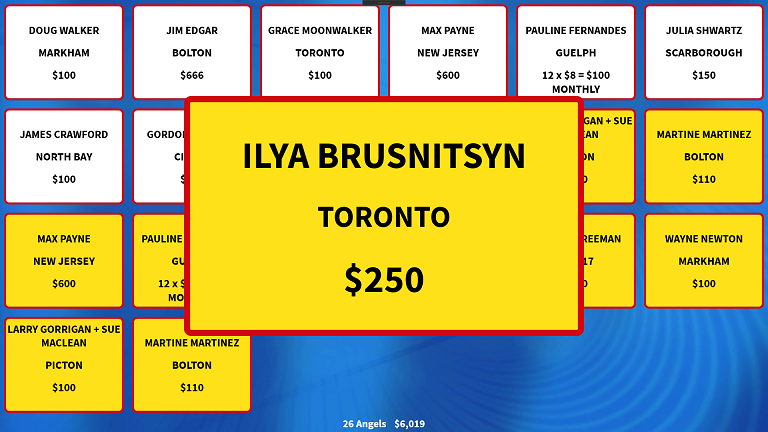 DOUG WALKER
MARKHAM
$100
JIM EDGAR
BOLTON
$666
GRACE MOONWALKER
TORONTO
$100
MAX PAYNE
NEW JERSEY
$600
PAULINE FERNANDES
GUELPH
12 x $8 = $100
MONTHLY
JULIA SHWARTZ
SCARBOROUGH
$150
JAMES CRAWFORD
NORTH BAY
$100
ILYA BRUSNITSYN
TORONTO
$250
MARTINE MARTINEZ
BOLTON
$110
MAX PAYNE
NEW JERSEY
$600
PAULINE
WAYNE NEWTON
MARKHAM
$100
LARRY GORRIGAN + SUE
MACLEAN
PICTON
$100
MARTINE MARTINEZ
BOLTON
$110
26 Angels $6,019